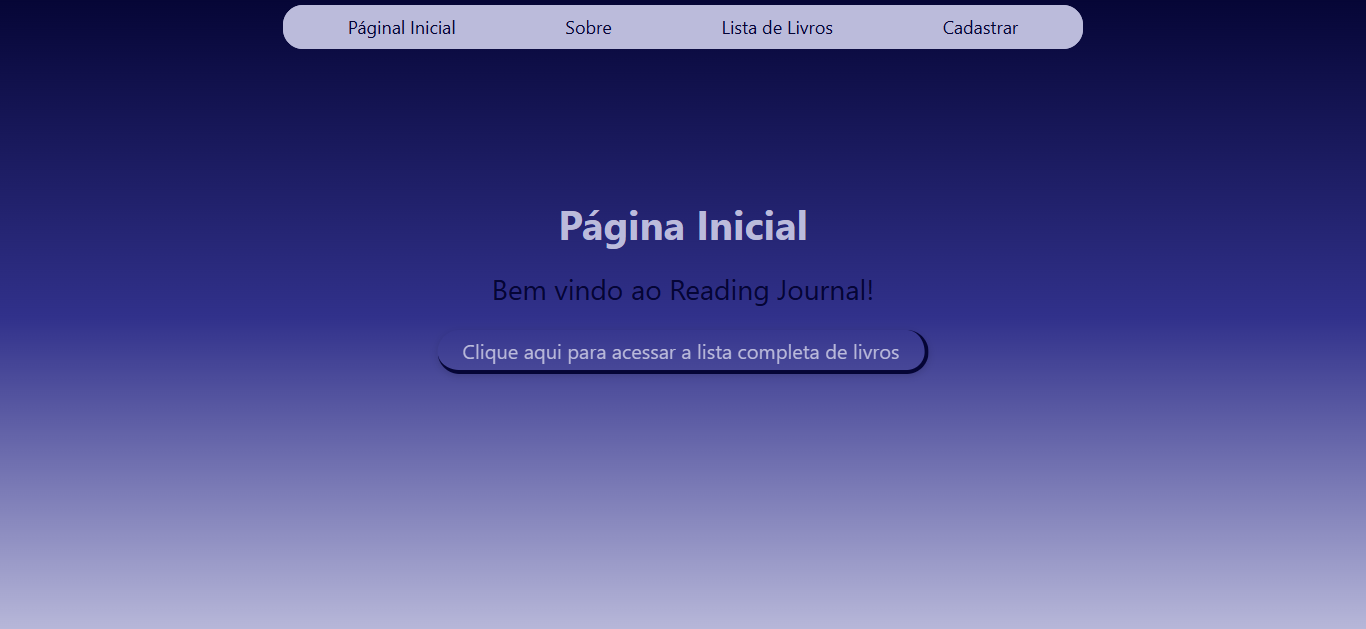 Páginal Inicial Sobre Lista de Livros Cadastrar
Página Inicial
Bem vindo ao Reading Journal!
Clique aqui para acessar a lista completa de livros